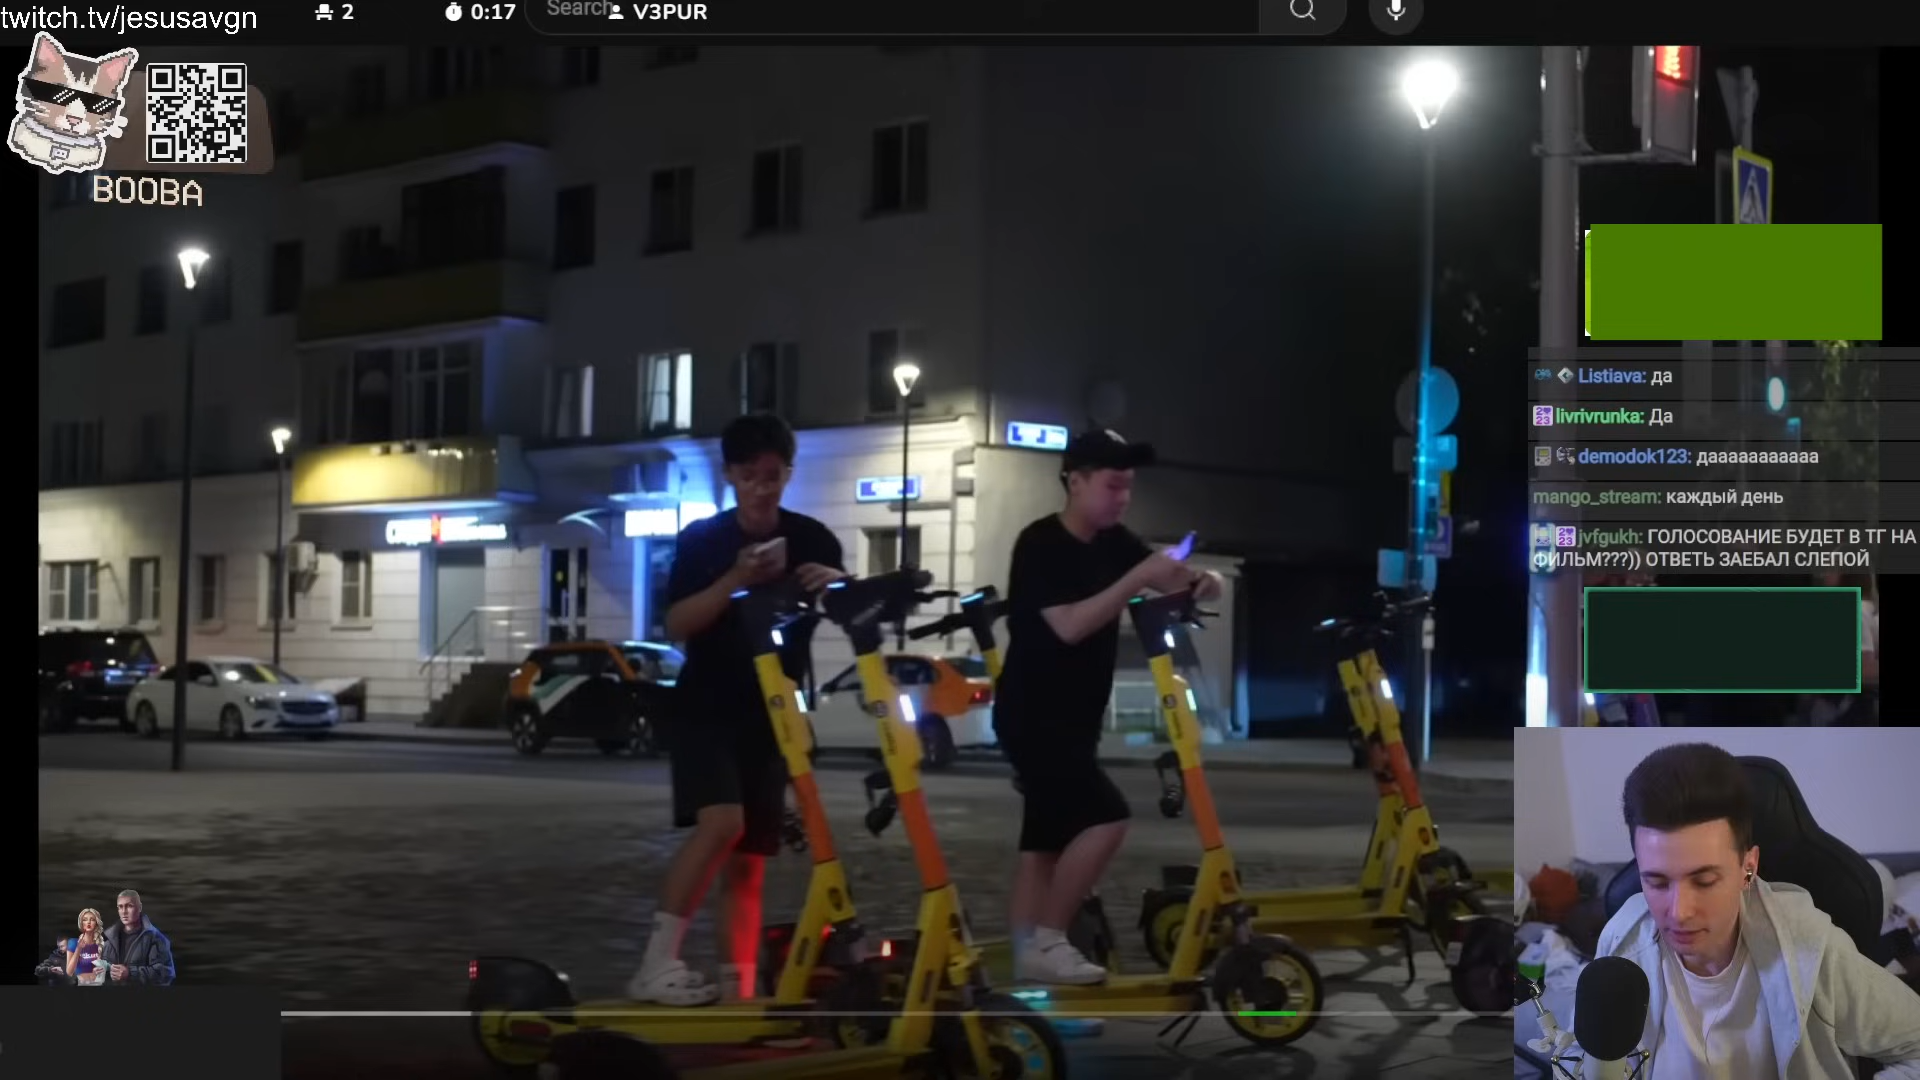 twitch.tv/jesusavgn
2
0:17
Search
V3PUR
BOOBA
Listiava: да
livrivrunka: Да
demodok123: даааааааааа
mango_stream: каждый день
jvfgukh: ГОЛОСОВАНИЕ БУДЕТ В ТГ НА
ФИЛЬМ???)) ОТВЕТЬ ЗАЕБАЛ СЛЕПОЙ